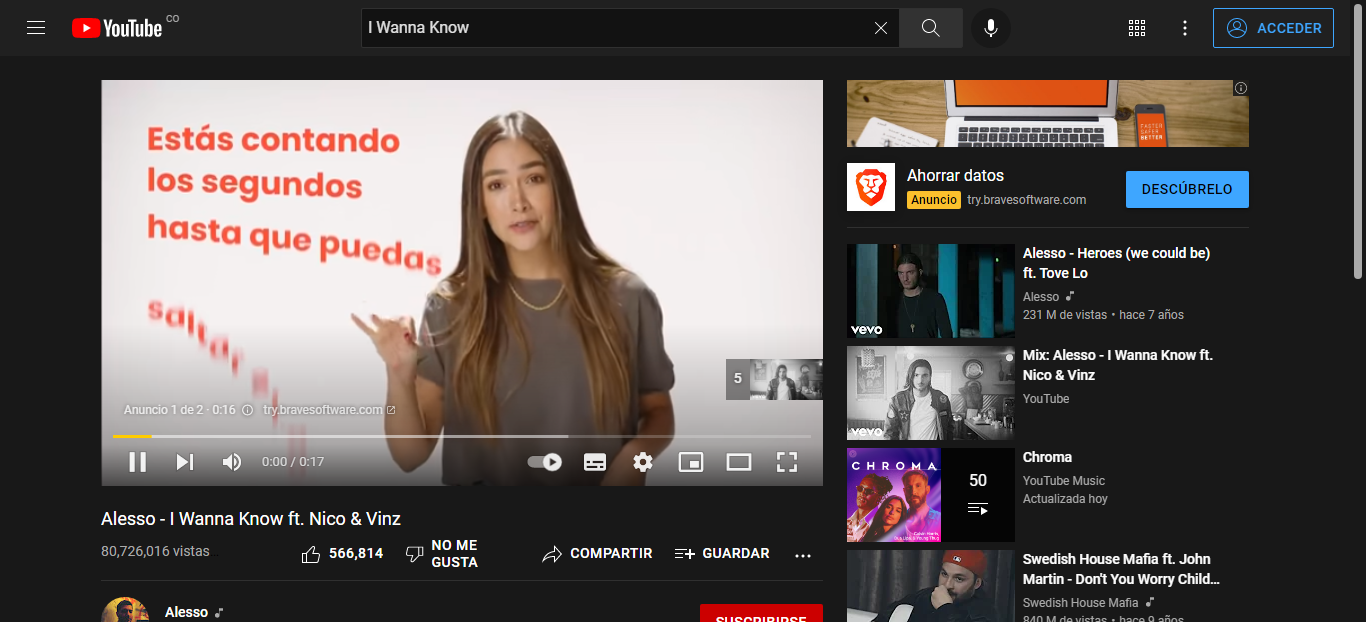 YouTube CO
I Wanna Know
ACCEDER
Estás contando
los segundos
hasta que puedas
saltar
5
Anuncio 1 de 2 · 0:16 try.bravesoftware.com
0:00 / 0:17
Alesso - I Wanna Know ft. Nico & Vinz
80,726,016 vistas
566,814
NO ME
GUSTA
COMPARTIR
GUARDAR
Alesso
SUSCRIBIRSE
FASTER
SAFER
BETTER
Ahorrar datos
Anuncio try.bravesoftware.com
DESCÚBRELO
vevo
Alesso - Heroes (we could be)
ft. Tove Lo
Alesso
231 M de vistas • hace 7 años
vevo
Mix: Alesso - I Wanna Know ft.
Nico & Vinz
YouTube
CHROMA
50
Chroma
YouTube Music
Actualizada hoy
Swedish House Mafia ft. John
Martin - Don't You Worry Child...
Swedish House Mafia
840 M de vistas • hace 9 años